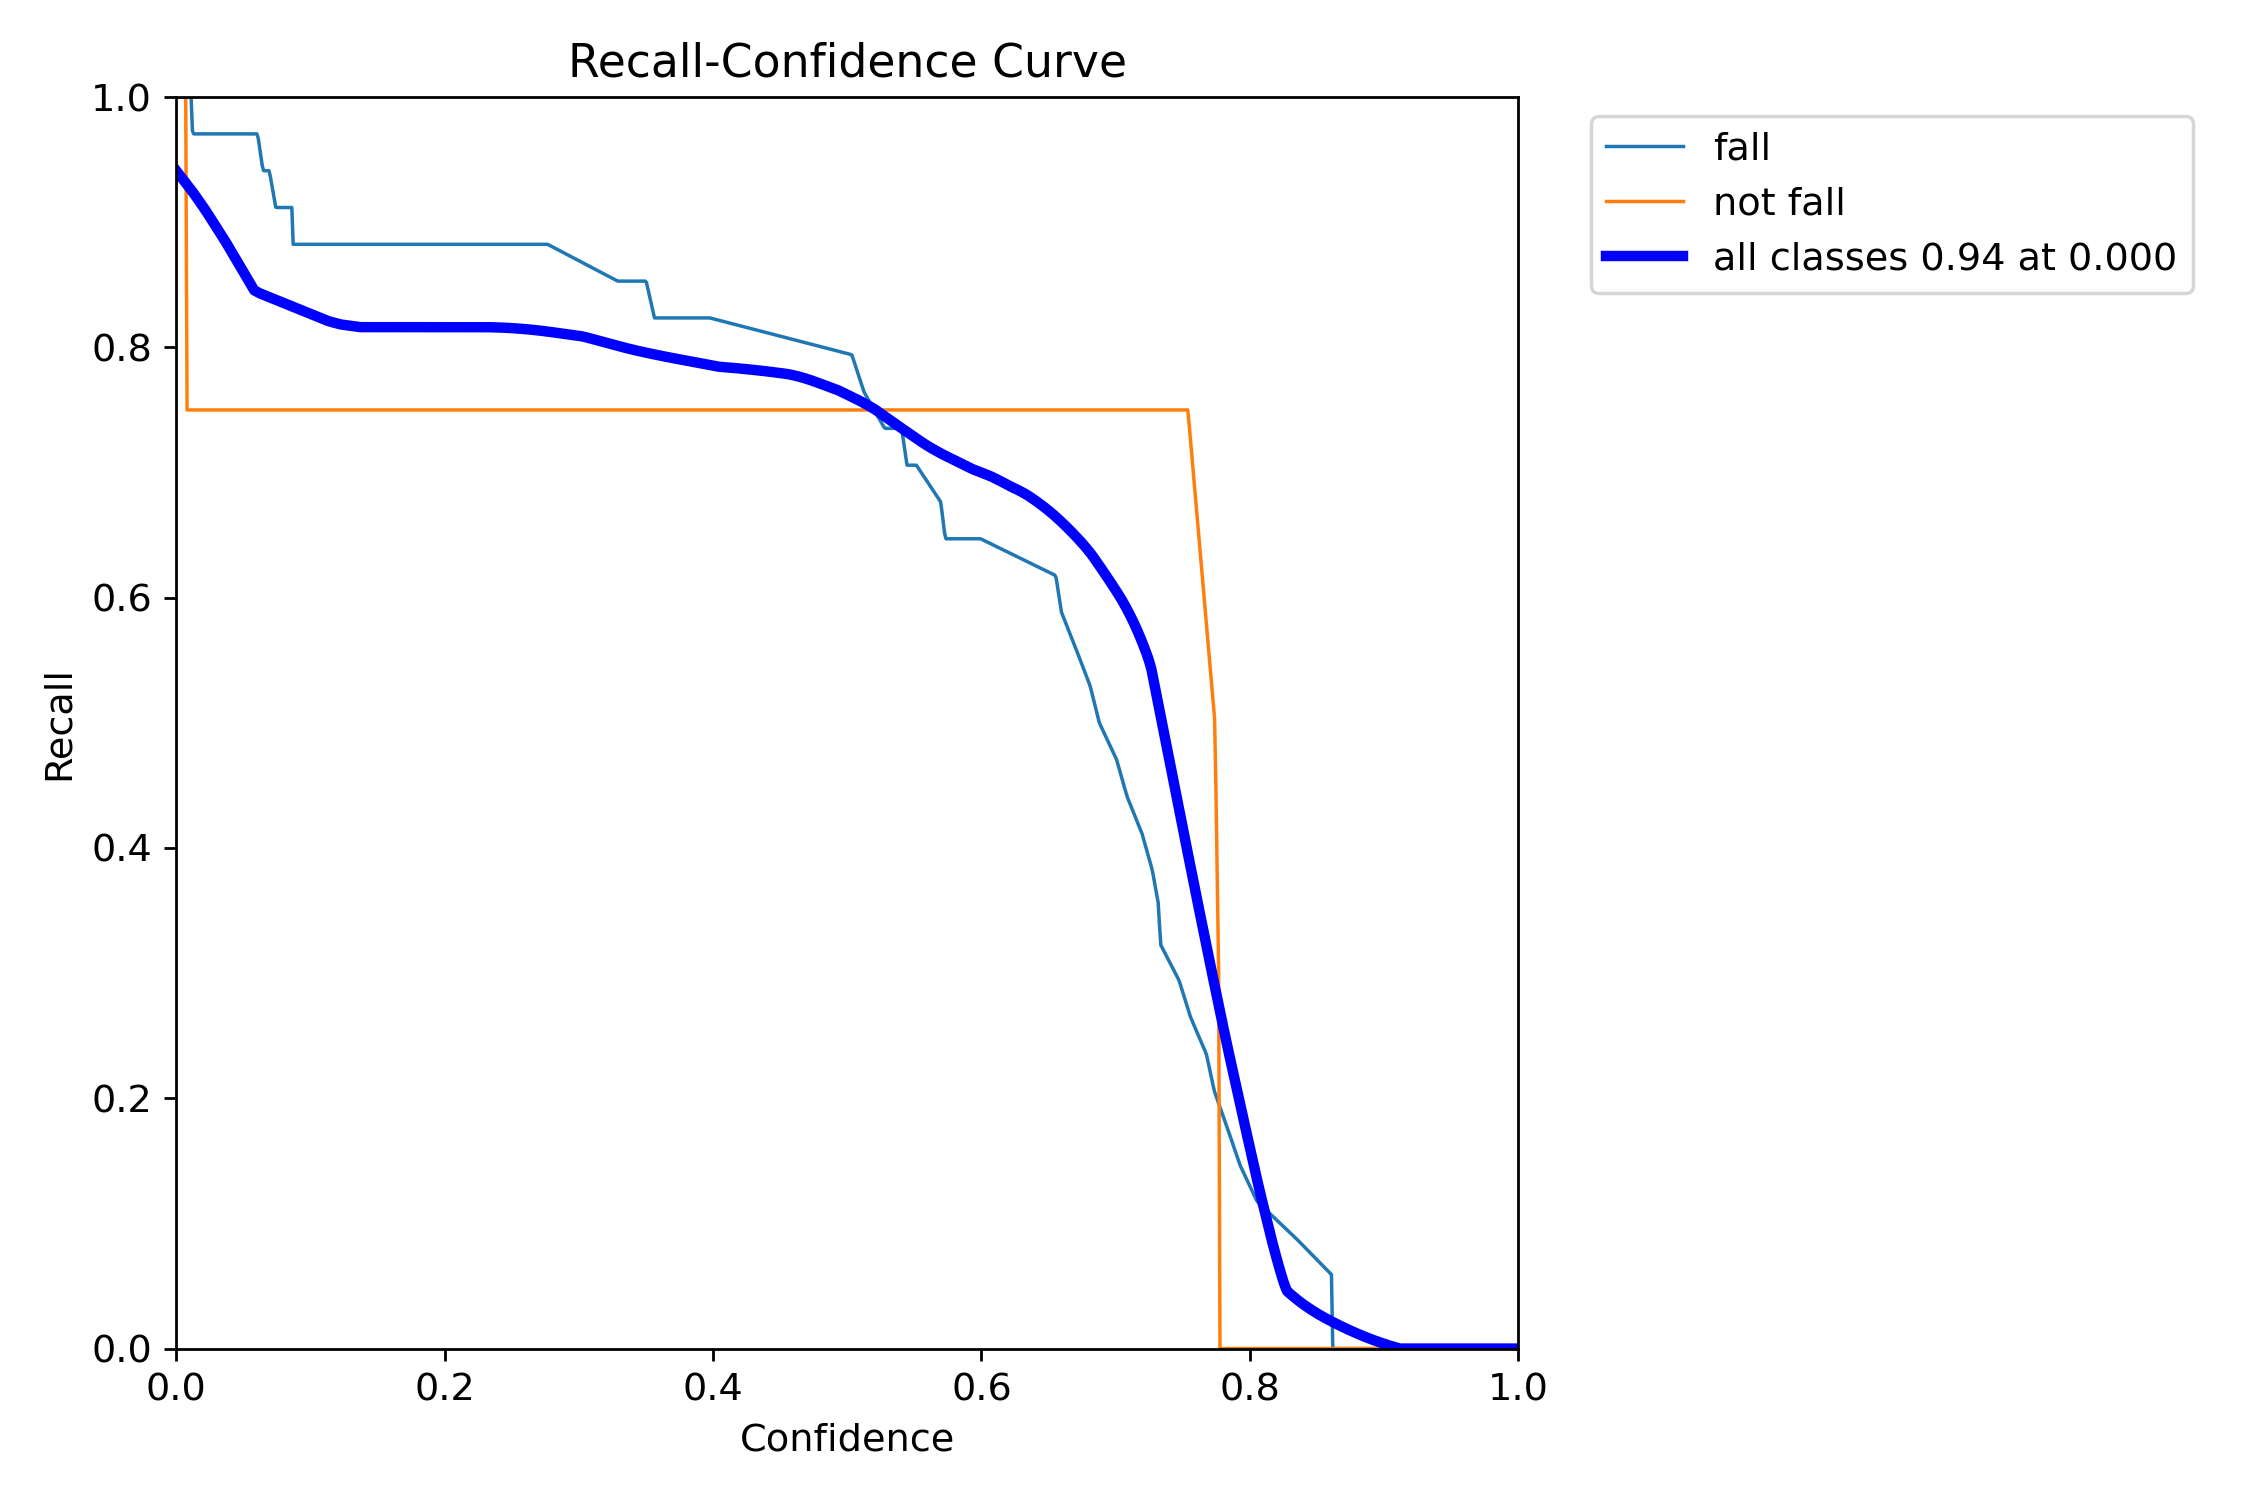 Recall-Confidence Curve
1.0
0.8
0.6
0.4
0.2
0.0
Recall
0.0 0.2 0.4 0.6 0.8 1.0
Confidence
fall
not fall
all classes 0.94 at 0.000